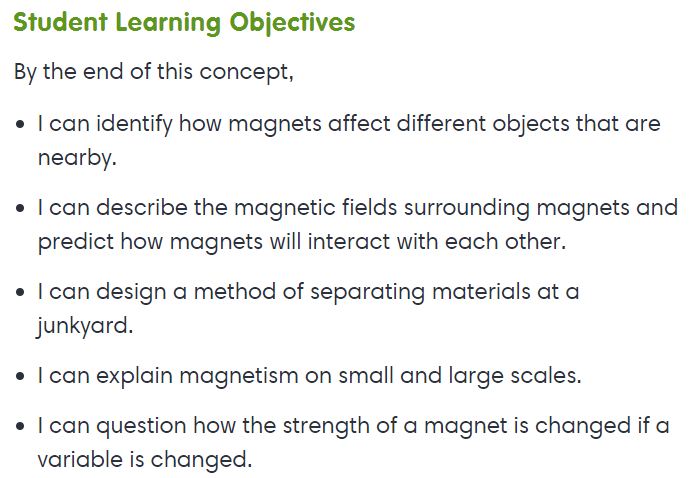 Student Learning Objectives
By the end of this concept,
• I can identify how magnets affect different objects that are
nearby.
• I can describe the magnetic fields surrounding magnets and
predict how magnets will interact with each other.
• I can design a method of separating materials at a
junkyard.
• I can explain magnetism on small and large scales.
• I can question how the strength of a magnet is changed if a
variable is changed.